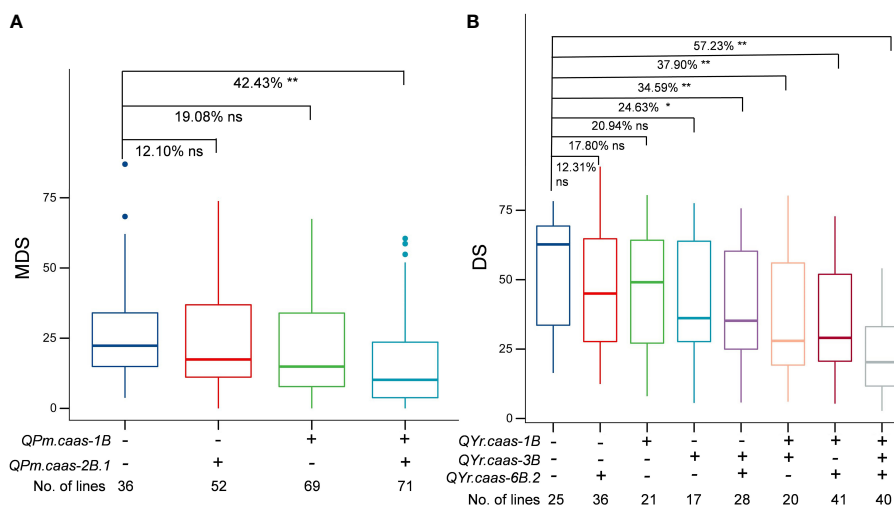 A
42.43% **
19.08% ns
12.10% ns
MDS
75
50
25
0
QPm.caas-1B - - + +
QPm.caas-2B.1 - + - +
No. of lines 36 52 69 71
B
57.23% **
37.90% **
34.59% **
24.63% *
20.94% ns
17.80% ns
12.31%
ns
DS
75
50
25
0
QYr.caas-1B - - + - - + + +
QYr.caas-3B - - - + + + - +
QYr.caas-6B.2 - + - - + - + +
No. of lines 25 36 21 17 28 20 41 40